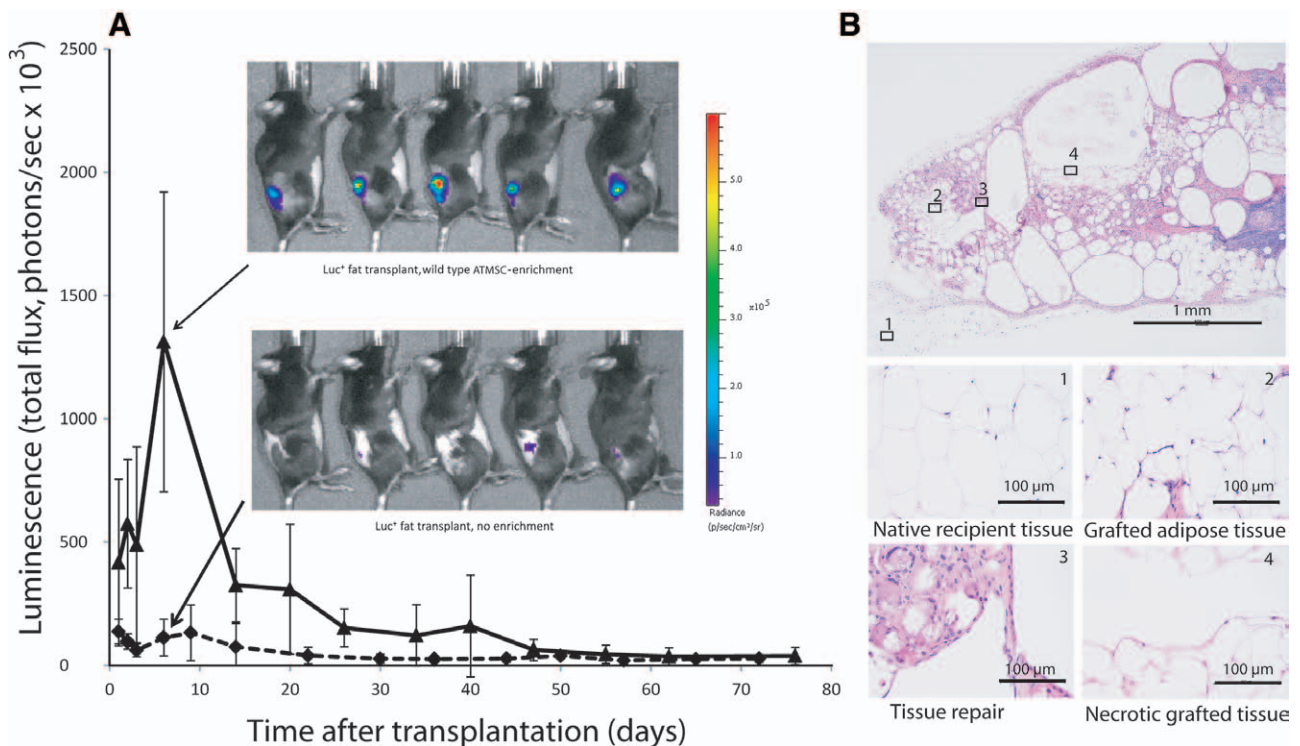 A
Luminescence (total flux, photons/sec x 10³)
2500
2000
1500
1000
500
0
0 10 20 30 40 50 60 70 80
Time after transplantation (days)
Luc⁺ fat transplant, wild type ATMSC-enrichment
Luc⁺ fat transplant, no enrichment
5.0
4.0
3.0
x10⁵
2.0
1.0
Radiance
(p/sec/cm²/sr)
B
4
2
3
1
1 mm
1
100 µm
Native recipient tissue
2
100 µm
Grafted adipose tissue
3
100 µm
Tissue repair
4
100 µm
Necrotic grafted tissue